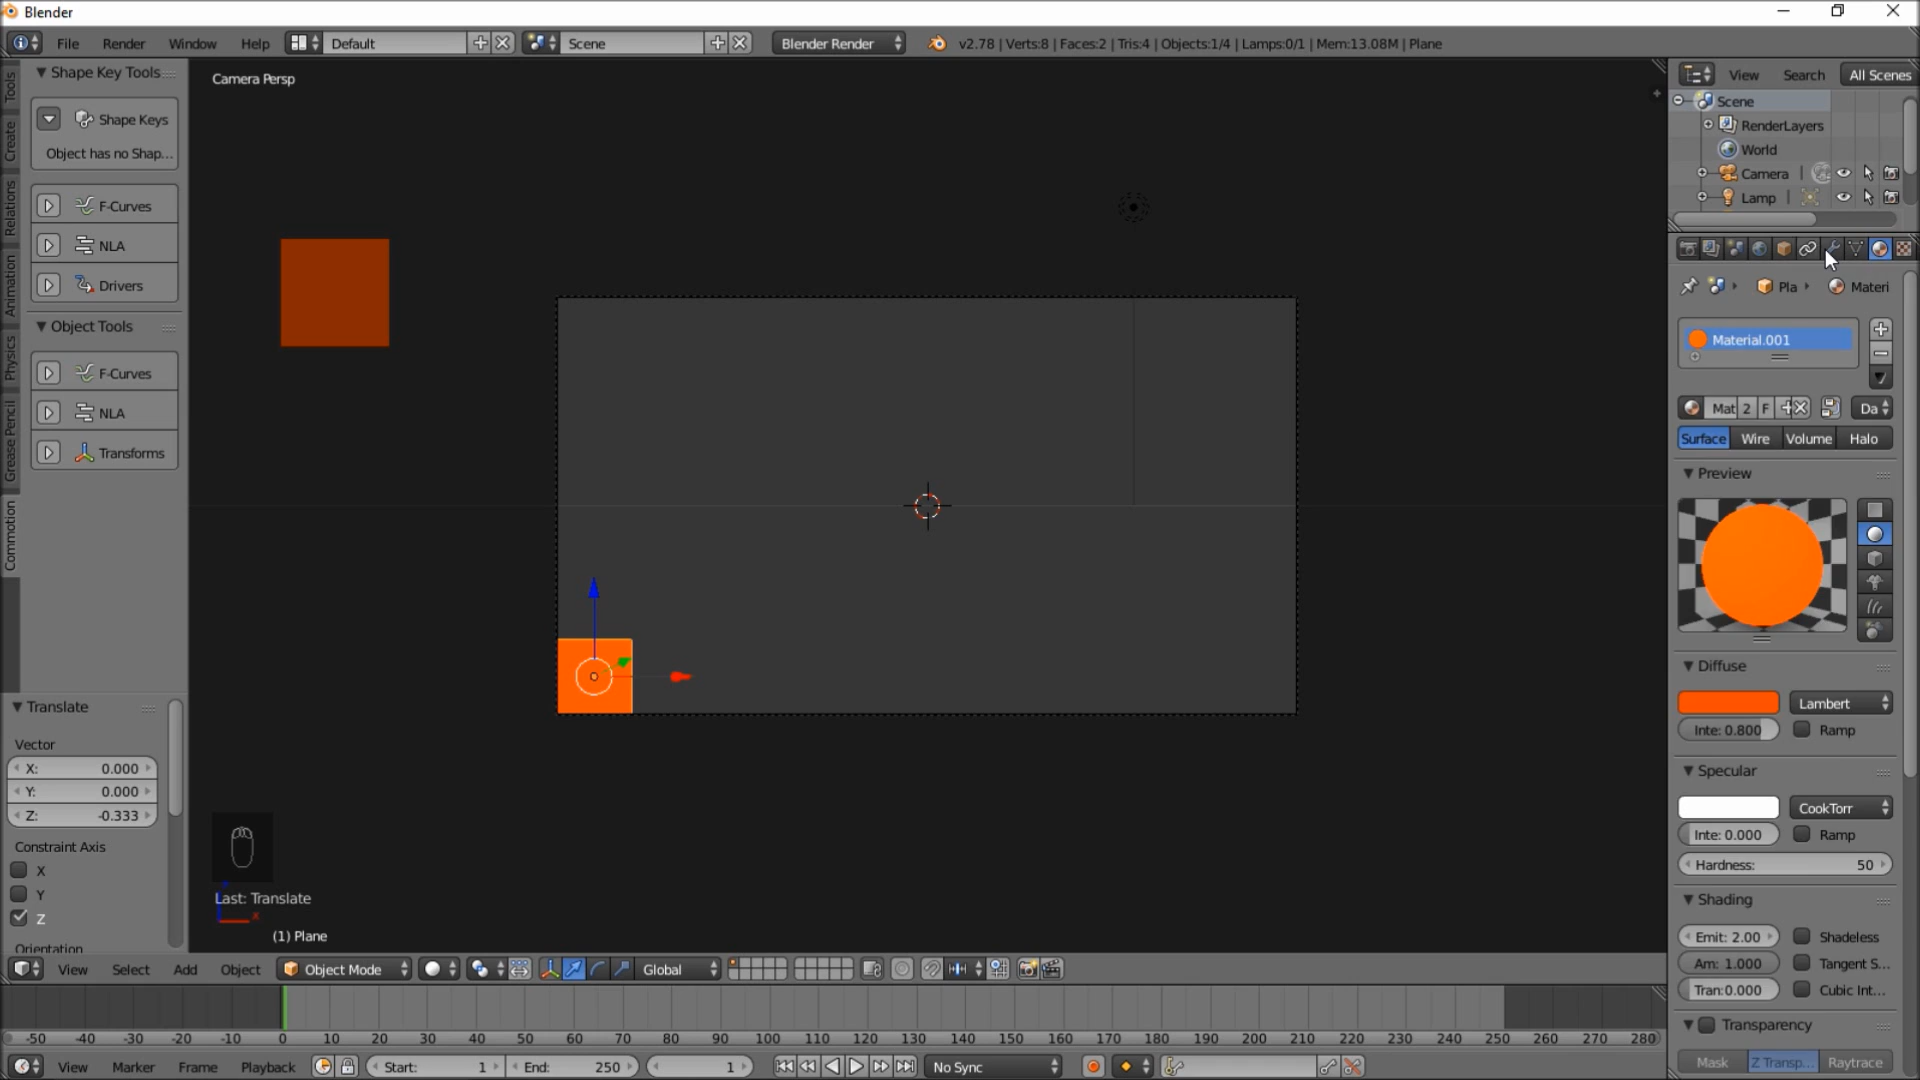 Blender
File Render Window Help Default Scene Blender Render v2.78 | Verts:8 | Faces:2 | Tris:4 | Objects:1/4 | Lamps:0/1 | Mem:13.08M | Plane
Shape Key Tools
Shape Keys
Object has no Shap...
F-Curves
NLA
Drivers
Object Tools
F-Curves
NLA
Transforms
Tools
Create
Relations
Animation
Physics
Grease Pencil
Commotion
Translate
Vector
X: 0.000
Y: 0.000
Z: -0.333
Constraint Axis
X
Y
Z
Orientation
Camera Persp
Last: Translate
x
(1) Plane
View Select Add Object Object Mode Global
-50 -40 -30 -20 -10 0 10 20 30 40 50 60 70 80 90 100 110 120 130 140 150 160 170 180 190 200 210 220 230 240 250 260 270 280
View Marker Frame Playback Start: 1 End: 250 1 No Sync
View Search All Scenes
Scene
RenderLayers
World
Camera
Lamp
Pla Materi
Material.001
Mat 2 F Da
Surface Wire Volume Halo
Preview
Diffuse
Lambert
Inte: 0.800 Ramp
Specular
CookTorr
Inte: 0.000 Ramp
Hardness: 50
Shading
Emit: 2.00 Shadeless
Am: 1.000 Tangent S...
Tran:0.000 Cubic Int...
Transparency
Mask Z Transp... Raytrace